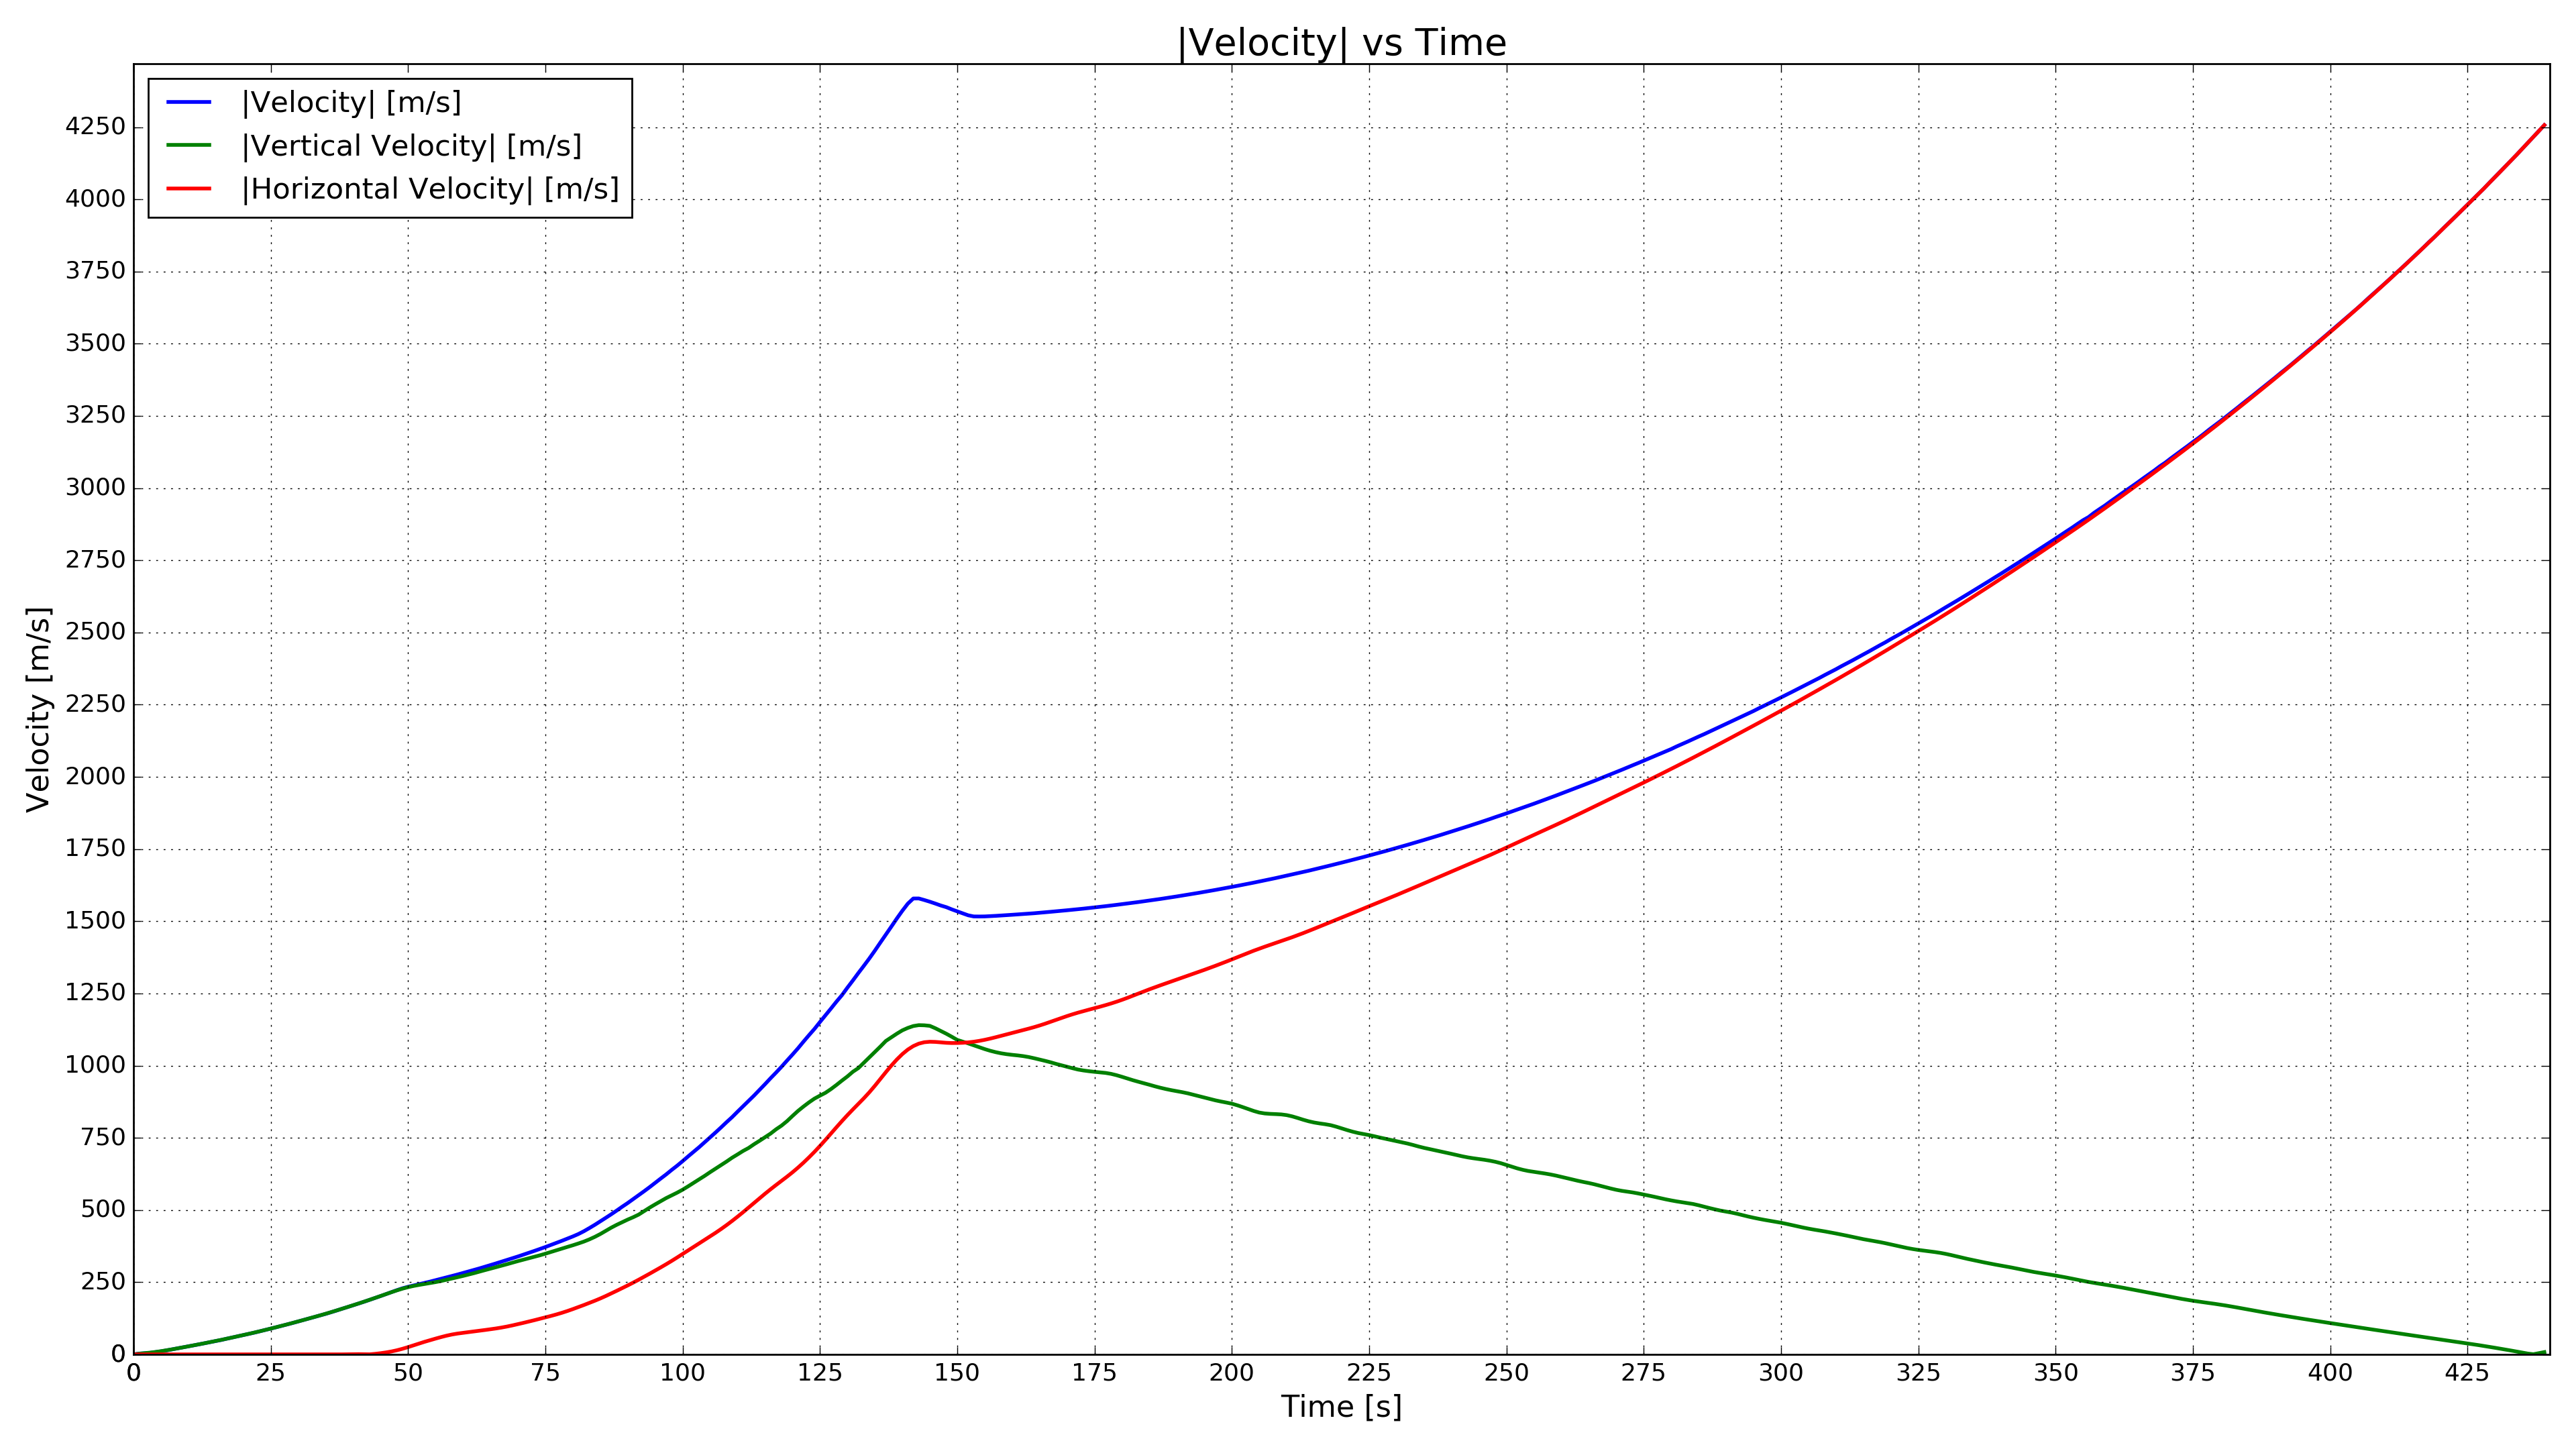 |Velocity| vs Time
|Velocity| [m/s]
|Vertical Velocity| [m/s]
|Horizontal Velocity| [m/s]
4250
4000
3750
3500
3250
3000
2750
2500
2250
2000
1750
1500
1250
1000
750
500
250
0
Velocity [m/s]
0 25 50 75 100 125 150 175 200 225 250 275 300 325 350 375 400 425
Time [s]